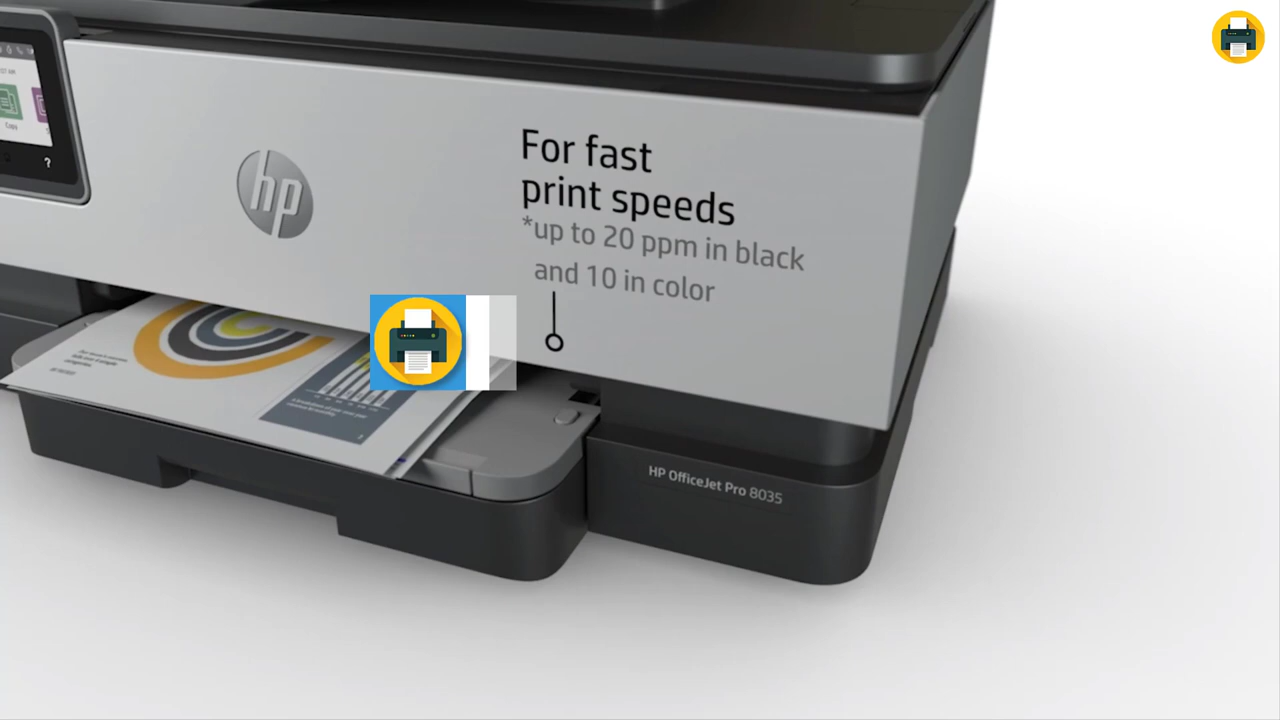 Copy
?
hp
For fast
print speeds
*up to 20 ppm in black
and 10 in color
HP OfficeJet Pro 8035